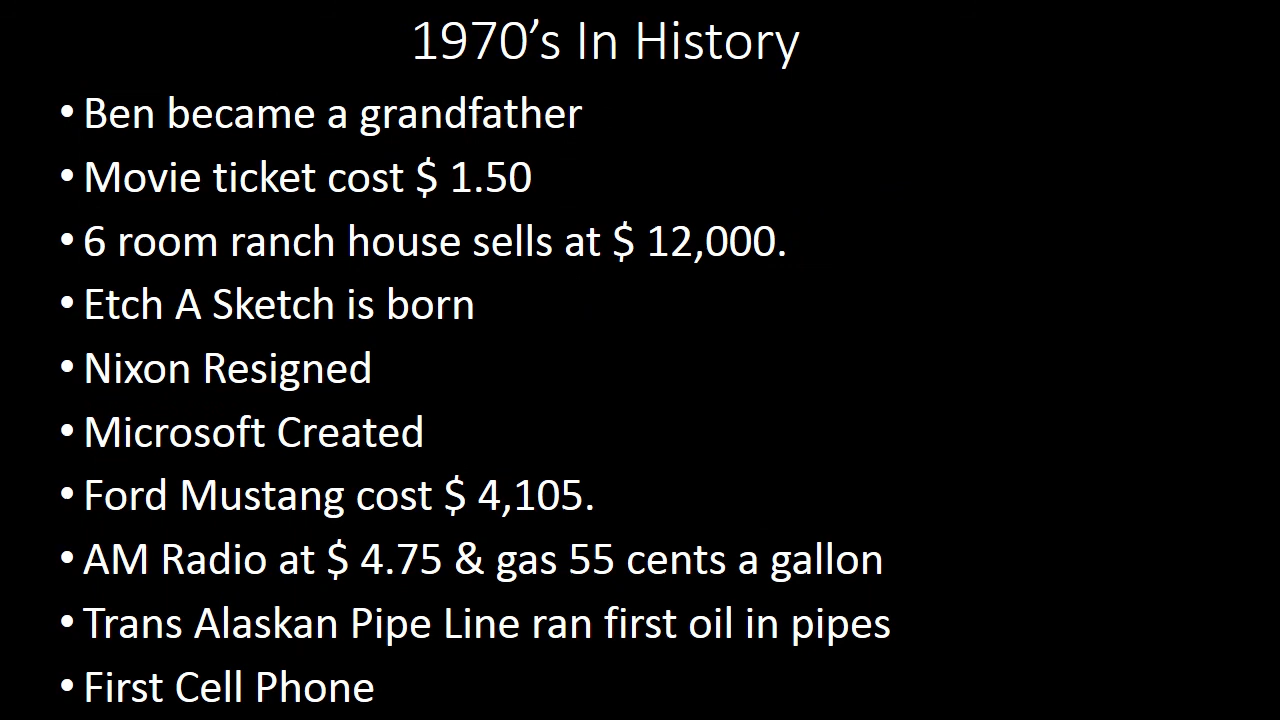 1970’s In History
• Ben became a grandfather
• Movie ticket cost $ 1.50
• 6 room ranch house sells at $ 12,000.
• Etch A Sketch is born
• Nixon Resigned
• Microsoft Created
• Ford Mustang cost $ 4,105.
• AM Radio at $ 4.75 & gas 55 cents a gallon
• Trans Alaskan Pipe Line ran first oil in pipes
• First Cell Phone